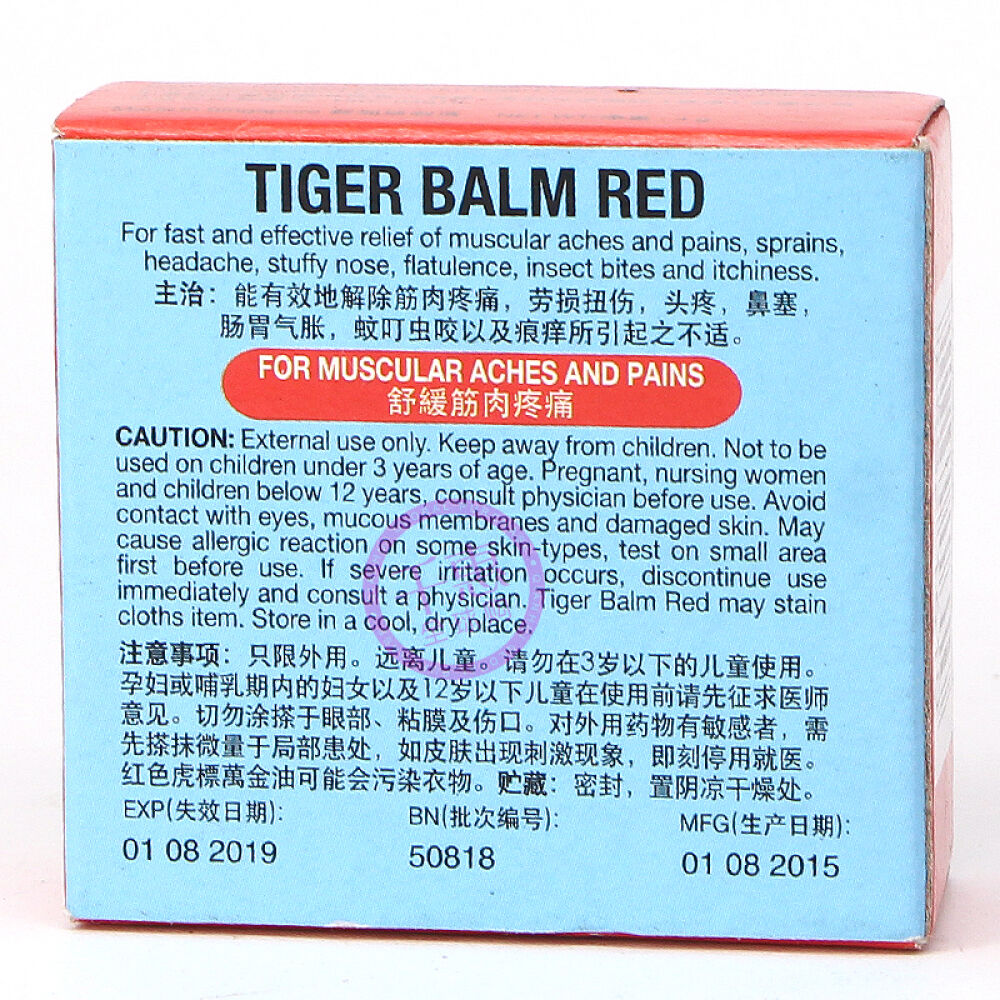 TIGER BALM RED
For fast and effective relief of muscular aches and pains, sprains,
headache, stuffy nose, flatulence, insect bites and itchiness.
主治：能有效地解除筋肉疼痛，劳损扭伤，头疼，鼻塞，
肠胃气胀，蚊叮虫咬以及痕痒所引起之不适。
FOR MUSCULAR ACHES AND PAINS
舒緩筋肉疼痛
CAUTION: External use only. Keep away from children. Not to be
used on children under 3 years of age. Pregnant, nursing women
and children below 12 years, consult physician before use. Avoid
contact with eyes, mucous membranes and damaged skin. May
cause allergic reaction on some skin-types, test on small area
first before use. If severe irritation occurs, discontinue use
immediately and consult a physician. Tiger Balm Red may stain
cloths item. Store in a cool, dry place.
注意事项：只限外用。远离儿童。请勿在3岁以下的儿童使用。
孕妇或哺乳期内的妇女以及12岁以下儿童在使用前请先征求医师
意见。切勿涂搽于眼部、粘膜及伤口。对外用药物有敏感者，需
先搽抹微量于局部患处，如皮肤出现刺激现象，即刻停用就医。
红色虎標萬金油可能会污染衣物。贮藏：密封，置阴凉干燥处。
EXP(失效日期): BN(批次编号): MFG(生产日期):
01 08 2019 50818 01 08 2015